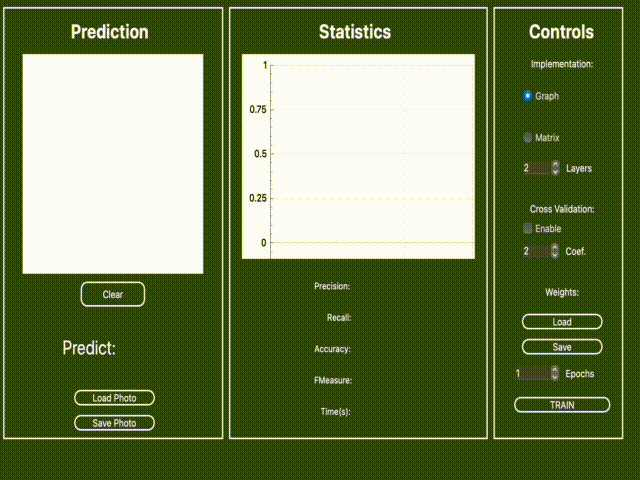 Prediction
Clear
Predict:
Load Photo
Save Photo
Statistics
1
0.75
0.5
0.25
0
Precision:
Recall:
Accuracy:
FMeasure:
Time(s):
Controls
Implementation:
Graph
Matrix
2 Layers
Cross Validation:
Enable
2 Coef.
Weights:
Load
Save
1 Epochs
TRAIN